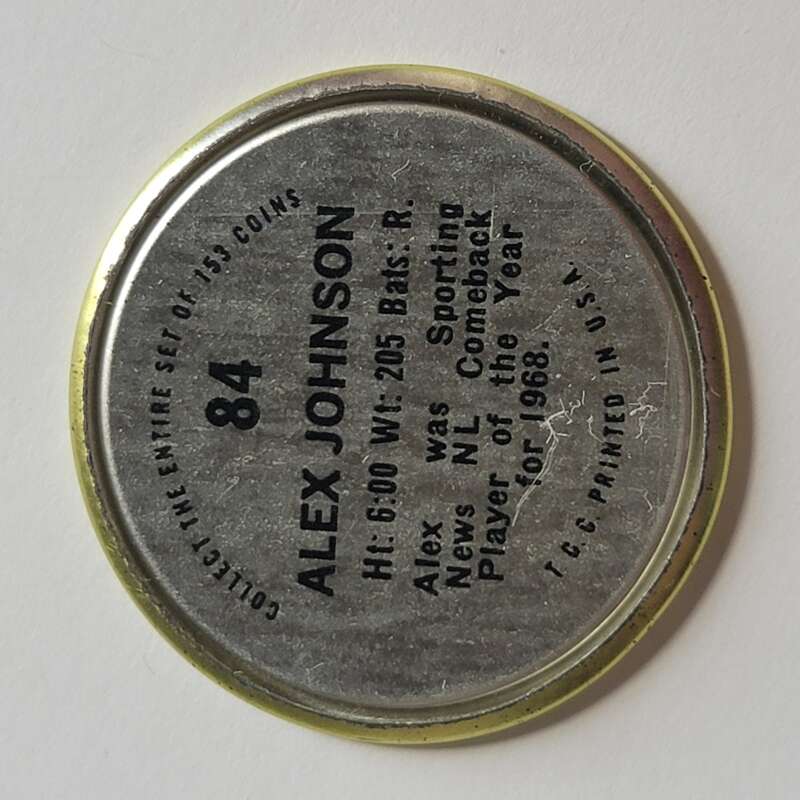 COLLECT THE ENTIRE SET OF 153 COINS
84
ALEX JOHNSON
Ht: 6:00 Wt: 205 Bats: R.
Alex was Sporting
News NL Comeback
Player of the Year
for 1968.
T.C.G. PRINTED IN U.S.A.